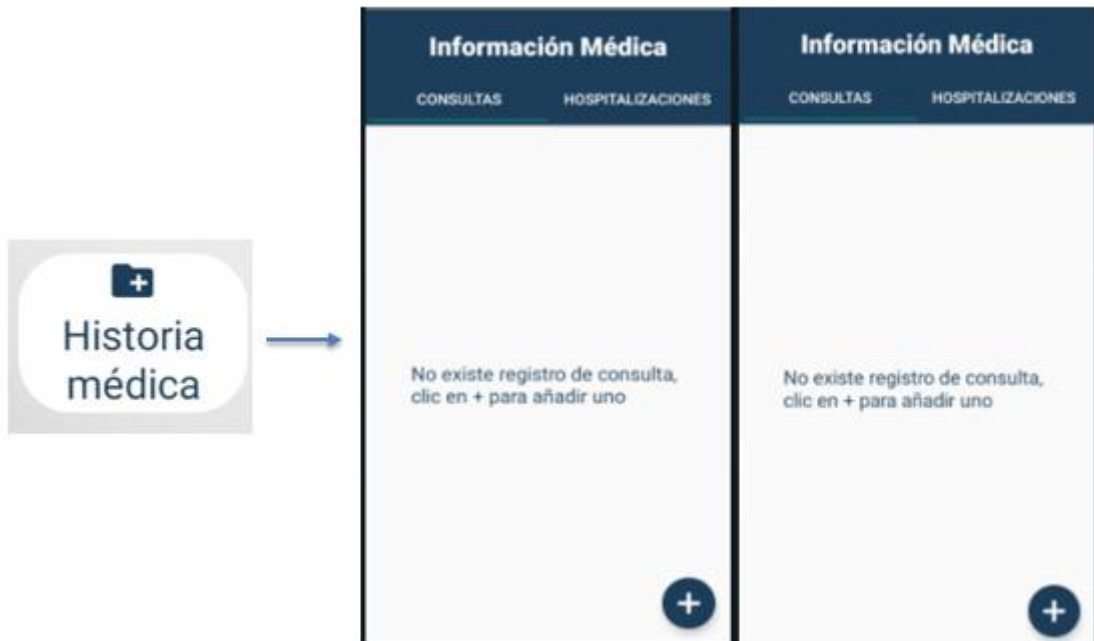 Historia
médica
Información Médica
CONSULTAS HOSPITALIZACIONES
No existe registro de consulta,
clic en + para añadir uno
+
Información Médica
CONSULTAS HOSPITALIZACIONES
No existe registro de consulta,
clic en + para añadir uno
+